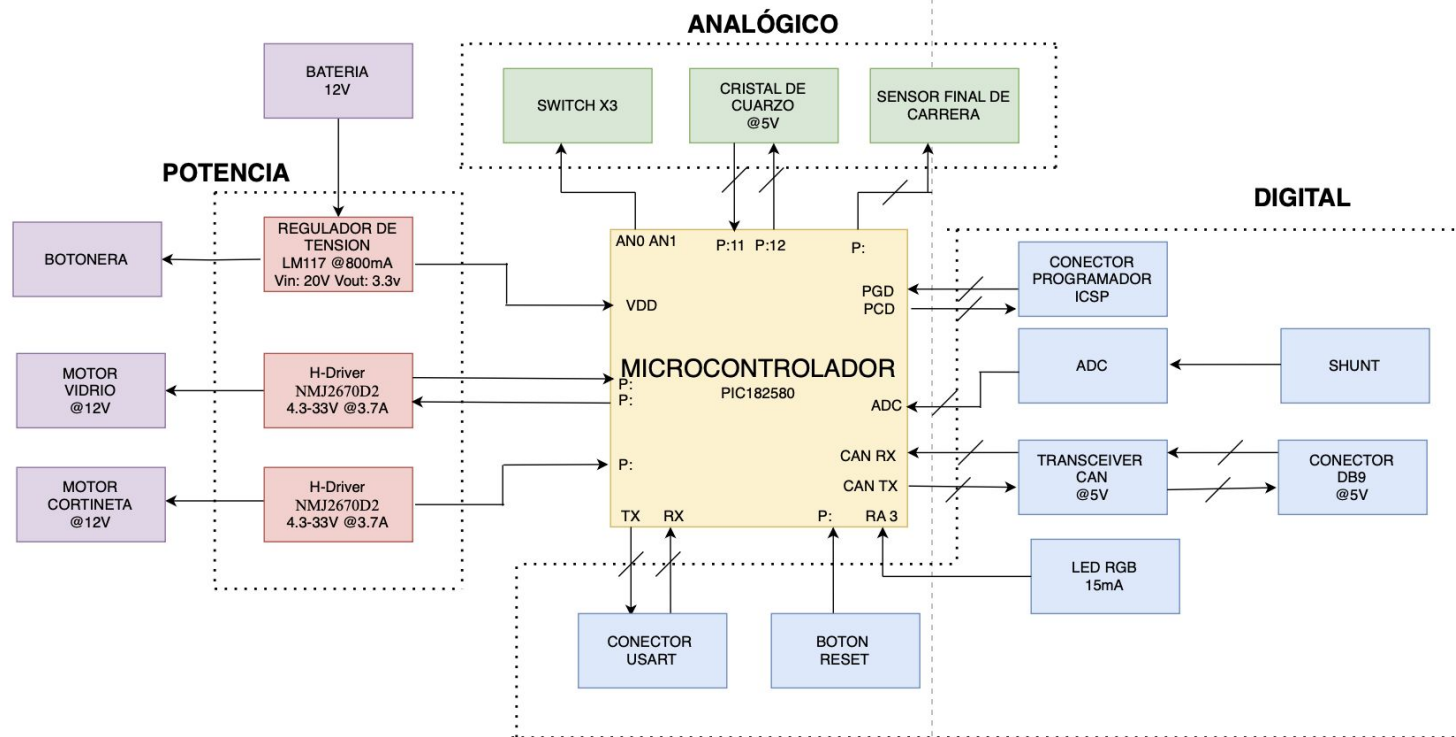 ANALÓGICO
BATERIA
12V
SWITCH X3
CRISTAL DE
CUARZO
@5V
SENSOR FINAL DE
CARRERA
POTENCIA
DIGITAL
BOTONERA
REGULADOR DE
TENSION
LM117 @800mA
Vin: 20V Vout: 3.3v
AN0 AN1
P:11
P:12
P:
VDD
PGD
PCD
CONECTOR
PROGRAMADOR
ICSP
MOTOR
VIDRIO
@12V
H-Driver
NMJ2670D2
4.3-33V @3.7A
P:
P:
MICROCONTROLADOR
PIC182580
ADC
ADC
SHUNT
MOTOR
CORTINETA
@12V
H-Driver
NMJ2670D2
4.3-33V @3.7A
P:
CAN RX
CAN TX
TRANSCEIVER
CAN
@5V
CONECTOR
DB9
@5V
TX
RX
P:
RA 3
LED RGB
15mA
CONECTOR
USART
BOTON
RESET